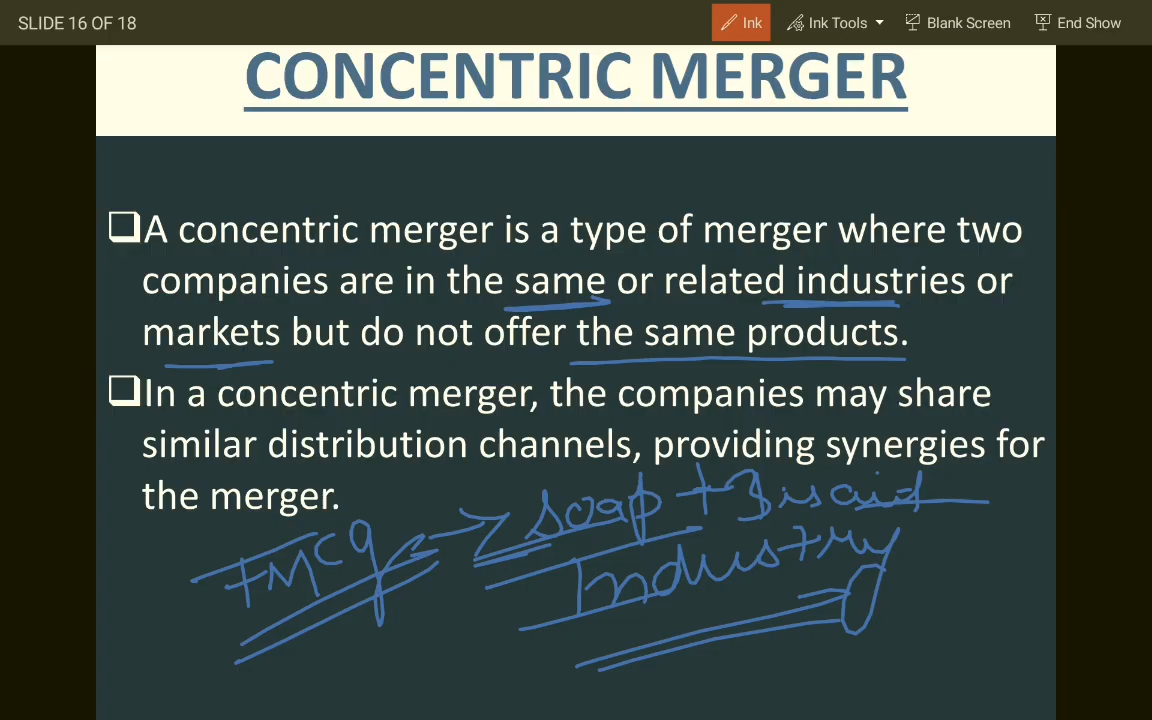 SLIDE 16 OF 18
Ink
Ink Tools
Blank Screen
End Show
CONCENTRIC MERGER
A concentric merger is a type of merger where two
companies are in the same or related industries or
markets but do not offer the same products.
In a concentric merger, the companies may share
similar distribution channels, providing synergies for
the merger.
FMCG → Soap +
Industry